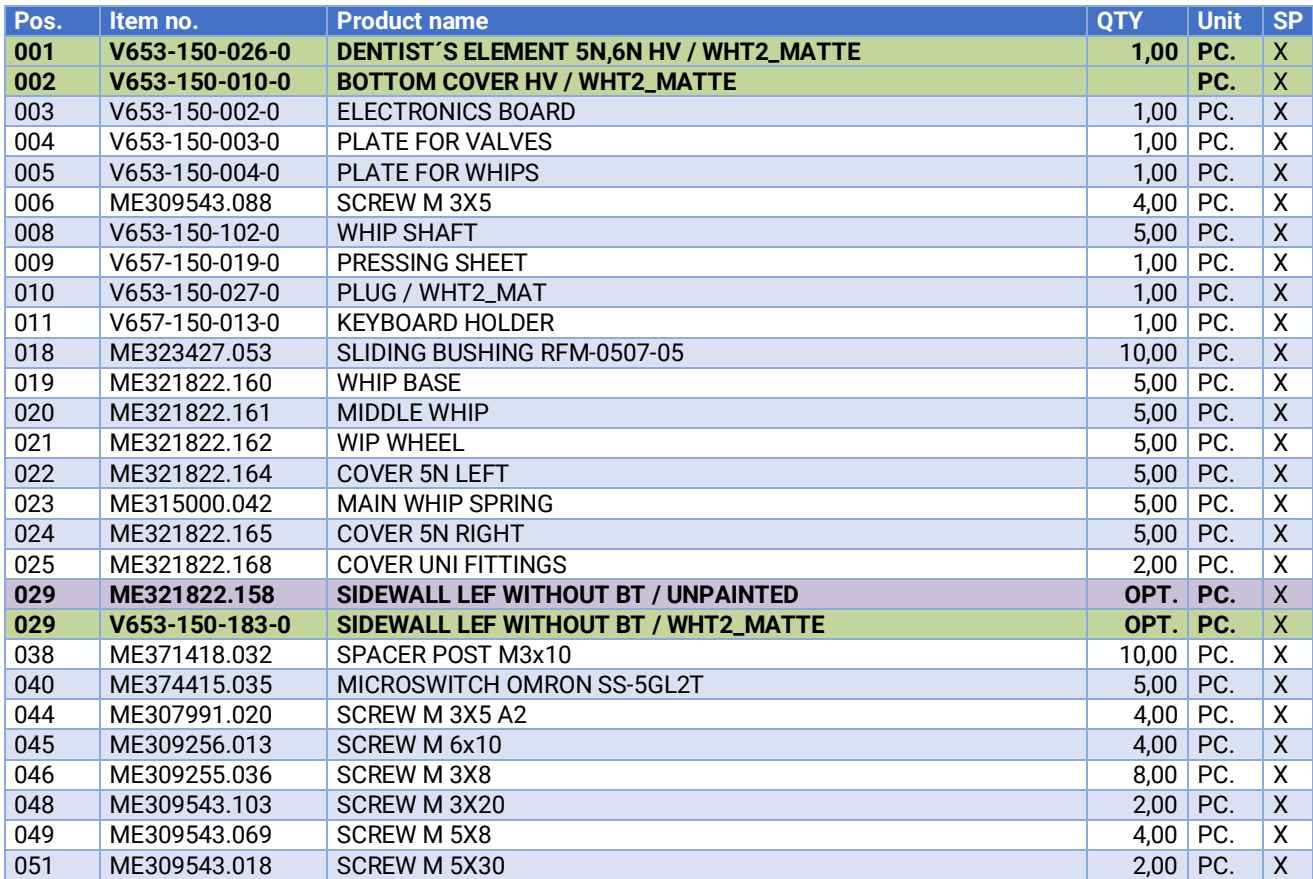 Pos. Item no. Product name QTY Unit SP
001 V653-150-026-0 DENTIST´S ELEMENT 5N,6N HV / WHT2_MATTE 1,00 PC. X
002 V653-150-010-0 BOTTOM COVER HV / WHT2_MATTE PC. X
003 V653-150-002-0 ELECTRONICS BOARD 1,00 PC. X
004 V653-150-003-0 PLATE FOR VALVES 1,00 PC. X
005 V653-150-004-0 PLATE FOR WHIPS 1,00 PC. X
006 ME309543.088 SCREW M 3X5 4,00 PC. X
008 V653-150-102-0 WHIP SHAFT 5,00 PC. X
009 V657-150-019-0 PRESSING SHEET 1,00 PC. X
010 V653-150-027-0 PLUG / WHT2_MAT 1,00 PC. X
011 V657-150-013-0 KEYBOARD HOLDER 1,00 PC. X
018 ME323427.053 SLIDING BUSHING RFM-0507-05 10,00 PC. X
019 ME321822.160 WHIP BASE 5,00 PC. X
020 ME321822.161 MIDDLE WHIP 5,00 PC. X
021 ME321822.162 WIP WHEEL 5,00 PC. X
022 ME321822.164 COVER 5N LEFT 5,00 PC. X
023 ME315000.042 MAIN WHIP SPRING 5,00 PC. X
024 ME321822.165 COVER 5N RIGHT 5,00 PC. X
025 ME321822.168 COVER UNI FITTINGS 2,00 PC. X
029 ME321822.158 SIDEWALL LEF WITHOUT BT / UNPAINTED OPT. PC. X
029 V653-150-183-0 SIDEWALL LEF WITHOUT BT / WHT2_MATTE OPT. PC. X
038 ME371418.032 SPACER POST M3x10 10,00 PC. X
040 ME374415.035 MICROSWITCH OMRON SS-5GL2T 5,00 PC. X
044 ME307991.020 SCREW M 3X5 A2 4,00 PC. X
045 ME309256.013 SCREW M 6x10 4,00 PC. X
046 ME309255.036 SCREW M 3X8 8,00 PC. X
048 ME309543.103 SCREW M 3X20 2,00 PC. X
049 ME309543.069 SCREW M 5X8 4,00 PC. X
051 ME309543.018 SCREW M 5X30 2,00 PC. X